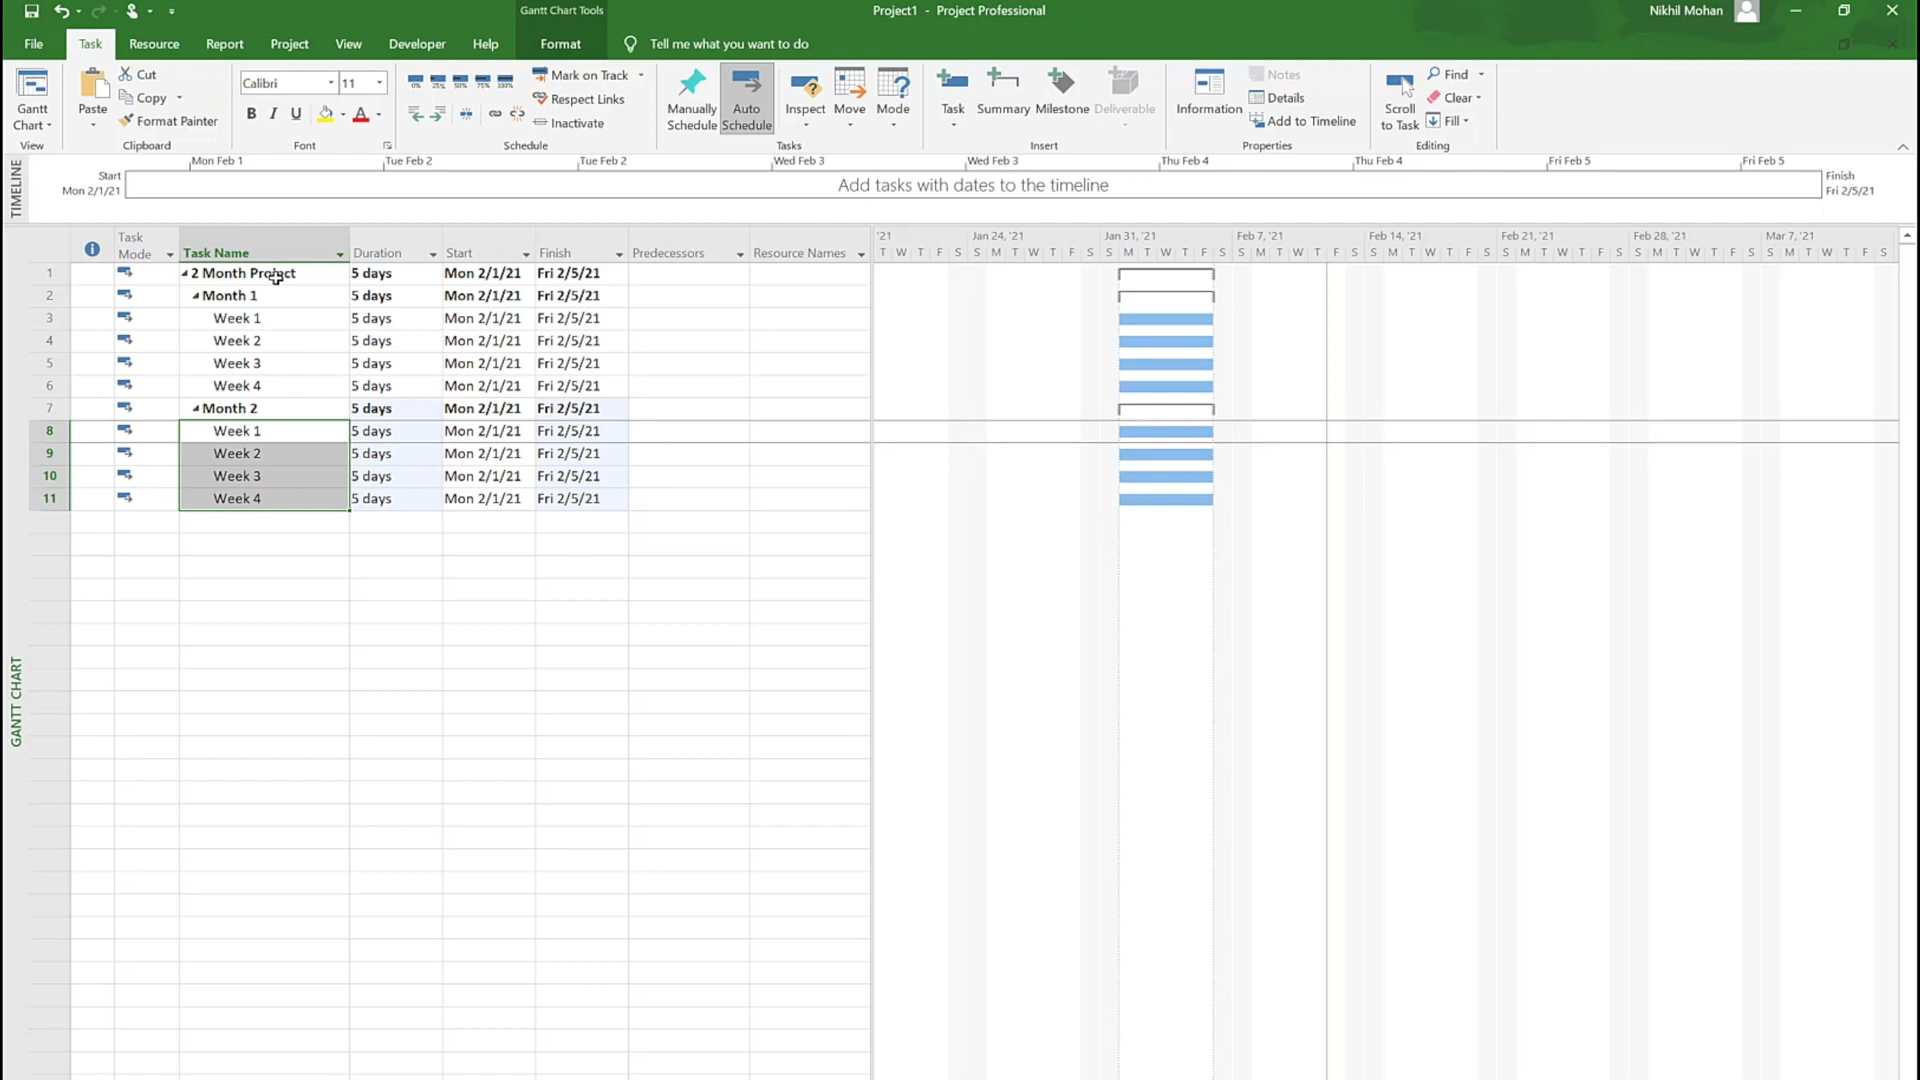 Gantt Chart Tools
Project1 - Project Professional
Nikhil Mohan
File Task Resource Report Project View Developer Help Format Tell me what you want to do
Gantt Chart
View
Paste
Cut
Copy
Format Painter
Clipboard
Calibri 11
B I U A
Font
0% 25% 50% 75% 100%
Mark on Track
Respect Links
Inactivate
Schedule
Manually Schedule
Auto Schedule
Inspect
Move
Mode
Tasks
Task
Summary
Milestone
Deliverable
Insert
Information
Notes
Details
Add to Timeline
Properties
Scroll to Task
Find
Clear
Fill
Editing
TIMELINE
Mon Feb 1 Tue Feb 2 Tue Feb 2 Wed Feb 3 Wed Feb 3 Thu Feb 4 Thu Feb 4 Fri Feb 5 Fri Feb 5
Start
Mon 2/1/21
Add tasks with dates to the timeline
Finish
Fri 2/5/21
Task Mode Task Name Duration Start Finish Predecessors Resource Names
'21 Jan 24, '21 Jan 31, '21 Feb 7, '21 Feb 14, '21 Feb 21, '21 Feb 28, '21 Mar 7, '21
T W T F S S M T W T F S S M T W T F S S M T W T F S S M T W T F S S M T W T F S S M T W T F S S M T W T F S
1 2 Month Project 5 days Mon 2/1/21 Fri 2/5/21
2 Month 1 5 days Mon 2/1/21 Fri 2/5/21
3 Week 1 5 days Mon 2/1/21 Fri 2/5/21
4 Week 2 5 days Mon 2/1/21 Fri 2/5/21
5 Week 3 5 days Mon 2/1/21 Fri 2/5/21
6 Week 4 5 days Mon 2/1/21 Fri 2/5/21
7 Month 2 5 days Mon 2/1/21 Fri 2/5/21
8 Week 1 5 days Mon 2/1/21 Fri 2/5/21
9 Week 2 5 days Mon 2/1/21 Fri 2/5/21
10 Week 3 5 days Mon 2/1/21 Fri 2/5/21
11 Week 4 5 days Mon 2/1/21 Fri 2/5/21
GANTT CHART